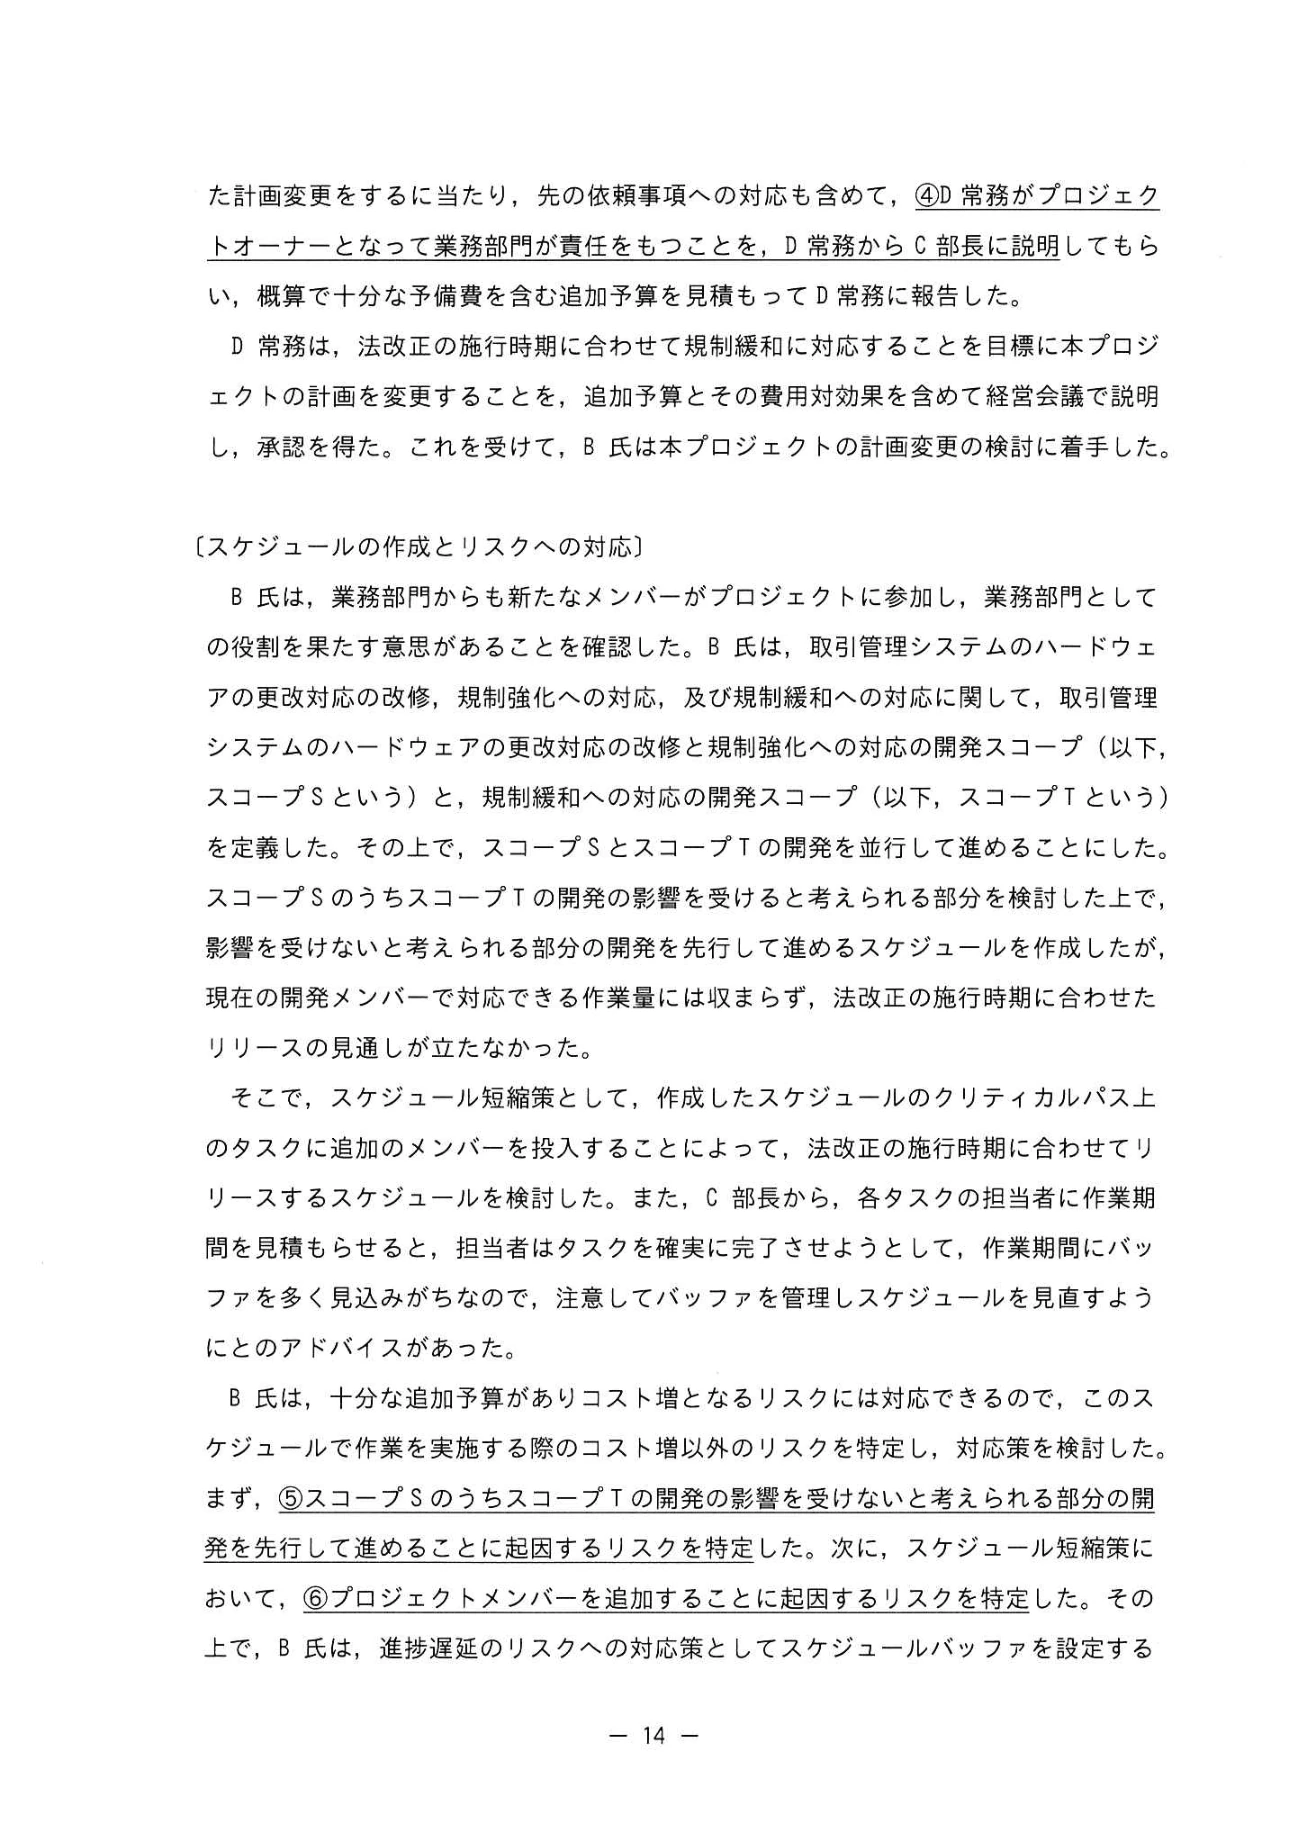 た計画変更をするに当たり，先の依頼事項への対応も含めて，④D 常務がプロジェク
トオーナーとなって業務部門が責任をもつことを，D 常務から C 部長に説明してもら
い，概算で十分な予備費を含む追加予算を見積もって D 常務に報告した。
D 常務は，法改正の施行時期に合わせて規制緩和に対応することを目標に本プロジ
ェクトの計画を変更することを，追加予算とその費用対効果を含めて経営会議で説明
し，承認を得た。これを受けて，B 氏は本プロジェクトの計画変更の検討に着手した。
〔スケジュールの作成とリスクへの対応〕
B 氏は，業務部門からも新たなメンバーがプロジェクトに参加し，業務部門として
の役割を果たす意思があることを確認した。B 氏は，取引管理システムのハードウェ
アの更改対応の改修，規制強化への対応，及び規制緩和への対応に関して，取引管理
システムのハードウェアの更改対応の改修と規制強化への対応の開発スコープ（以下，
スコープ S という）と，規制緩和への対応の開発スコープ（以下，スコープ T という）
を定義した。その上で，スコープ S とスコープ T の開発を並行して進めることにした。
スコープ S のうちスコープ T の開発の影響を受けると考えられる部分を検討した上で，
影響を受けないと考えられる部分の開発を先行して進めるスケジュールを作成したが，
現在の開発メンバーで対応できる作業量には収まらず，法改正の施行時期に合わせた
リリースの見通しが立たなかった。
そこで，スケジュール短縮策として，作成したスケジュールのクリティカルパス上
のタスクに追加のメンバーを投入することによって，法改正の施行時期に合わせてリ
リースするスケジュールを検討した。また，C 部長から，各タスクの担当者に作業期
間を見積もらせると，担当者はタスクを確実に完了させようとして，作業期間にバッ
ファを多く見込みがちなので，注意してバッファを管理しスケジュールを見直すよう
にとのアドバイスがあった。
B 氏は，十分な追加予算がありコスト増となるリスクには対応できるので，このス
ケジュールで作業を実施する際のコスト増以外のリスクを特定し，対応策を検討した。
まず，⑤スコープ S のうちスコープ T の開発の影響を受けないと考えられる部分の開
発を先行して進めることに起因するリスクを特定した。次に，スケジュール短縮策に
おいて，⑥プロジェクトメンバーを追加することに起因するリスクを特定した。その
上で，B 氏は，進捗遅延のリスクへの対応策としてスケジュールバッファを設定する
－ 14 －